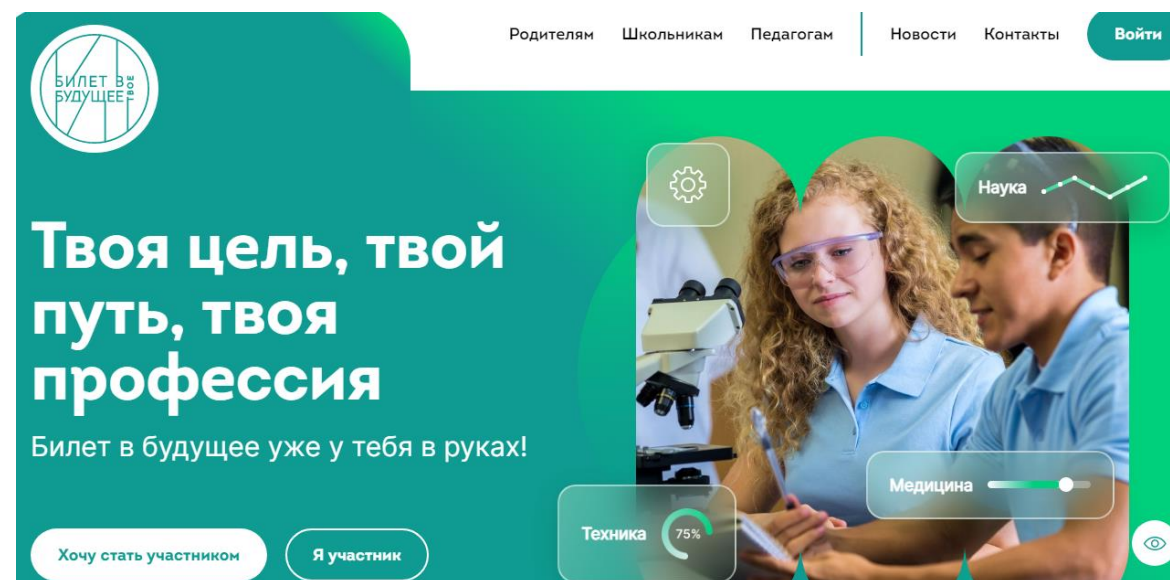 БИЛЕТ В
БУДУЩЕЕ
ТВОЕ
Родителям Школьникам Педагогам Новости Контакты Войти
Твоя цель, твой
путь, твоя
профессия
Билет в будущее уже у тебя в руках!
Хочу стать участником Я участник
Наука
Медицина
Техника 75%